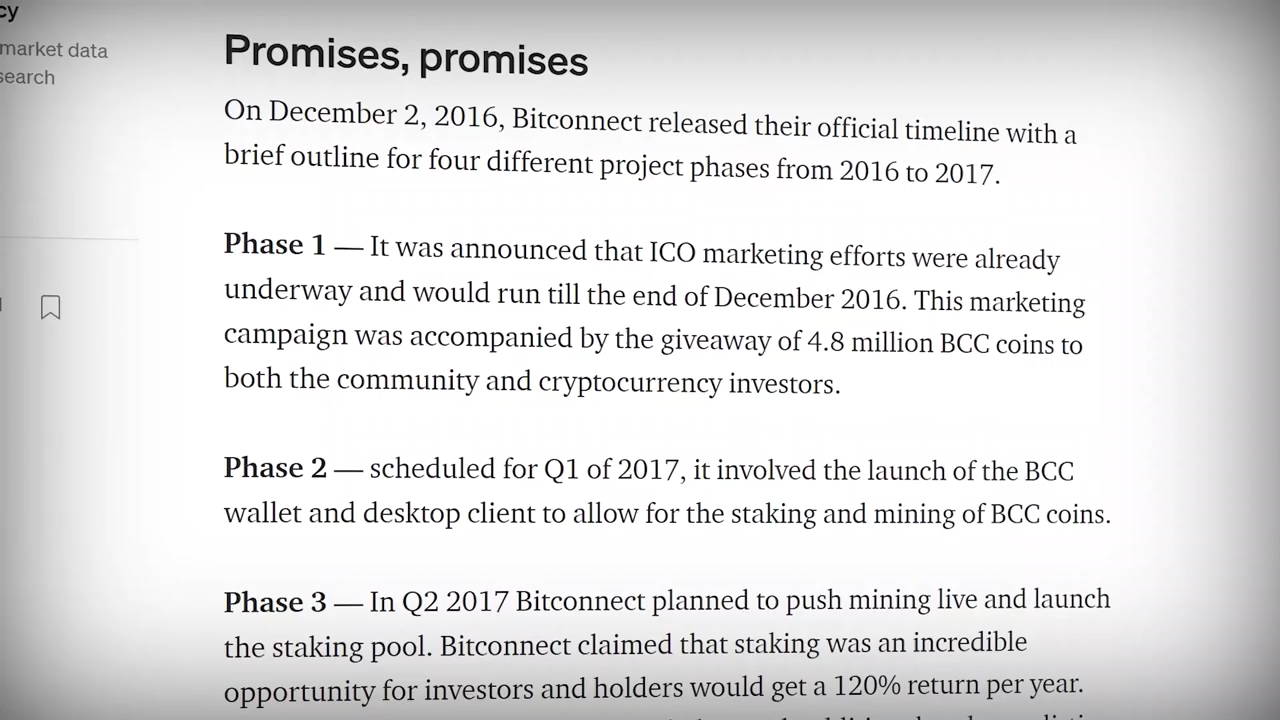 cy
market data
search
Promises, promises
On December 2, 2016, Bitconnect released their official timeline with a
brief outline for four different project phases from 2016 to 2017.
Phase 1 — It was announced that ICO marketing efforts were already
underway and would run till the end of December 2016. This marketing
campaign was accompanied by the giveaway of 4.8 million BCC coins to
both the community and cryptocurrency investors.
Phase 2 — scheduled for Q1 of 2017, it involved the launch of the BCC
wallet and desktop client to allow for the staking and mining of BCC coins.
Phase 3 — In Q2 2017 Bitconnect planned to push mining live and launch
the staking pool. Bitconnect claimed that staking was an incredible
opportunity for investors and holders would get a 120% return per year.